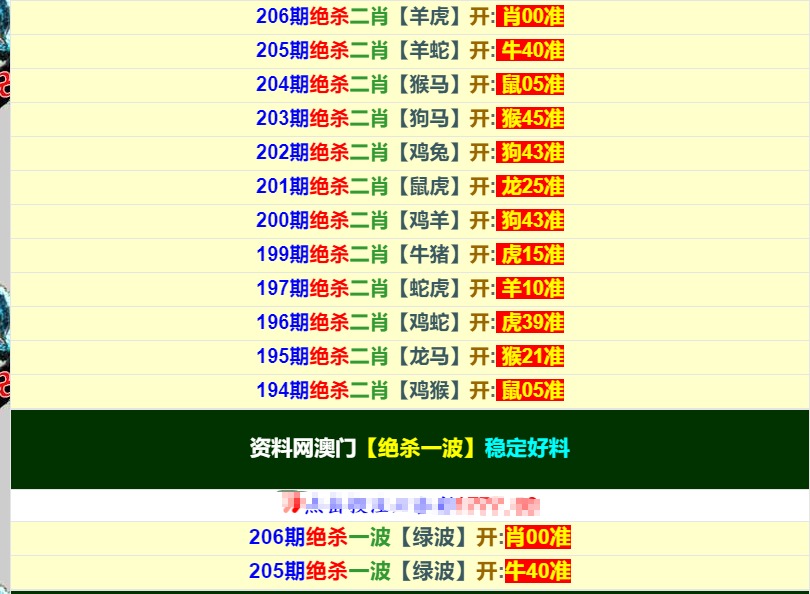 206期绝杀二肖【羊虎】开:肖00准
205期绝杀二肖【羊蛇】开:牛40准
204期绝杀二肖【猴马】开:鼠05准
203期绝杀二肖【狗马】开:猴45准
202期绝杀二肖【鸡兔】开:狗43准
201期绝杀二肖【鼠虎】开:龙25准
200期绝杀二肖【鸡羊】开:狗43准
199期绝杀二肖【牛猪】开:虎15准
197期绝杀二肖【蛇虎】开:羊10准
196期绝杀二肖【鸡蛇】开:虎39准
195期绝杀二肖【龙马】开:猴21准
194期绝杀二肖【鸡猴】开:鼠05准
资料网澳门【绝杀一波】稳定好料
206期绝杀一波【绿波】开:肖00准
205期绝杀一波【绿波】开:牛40准